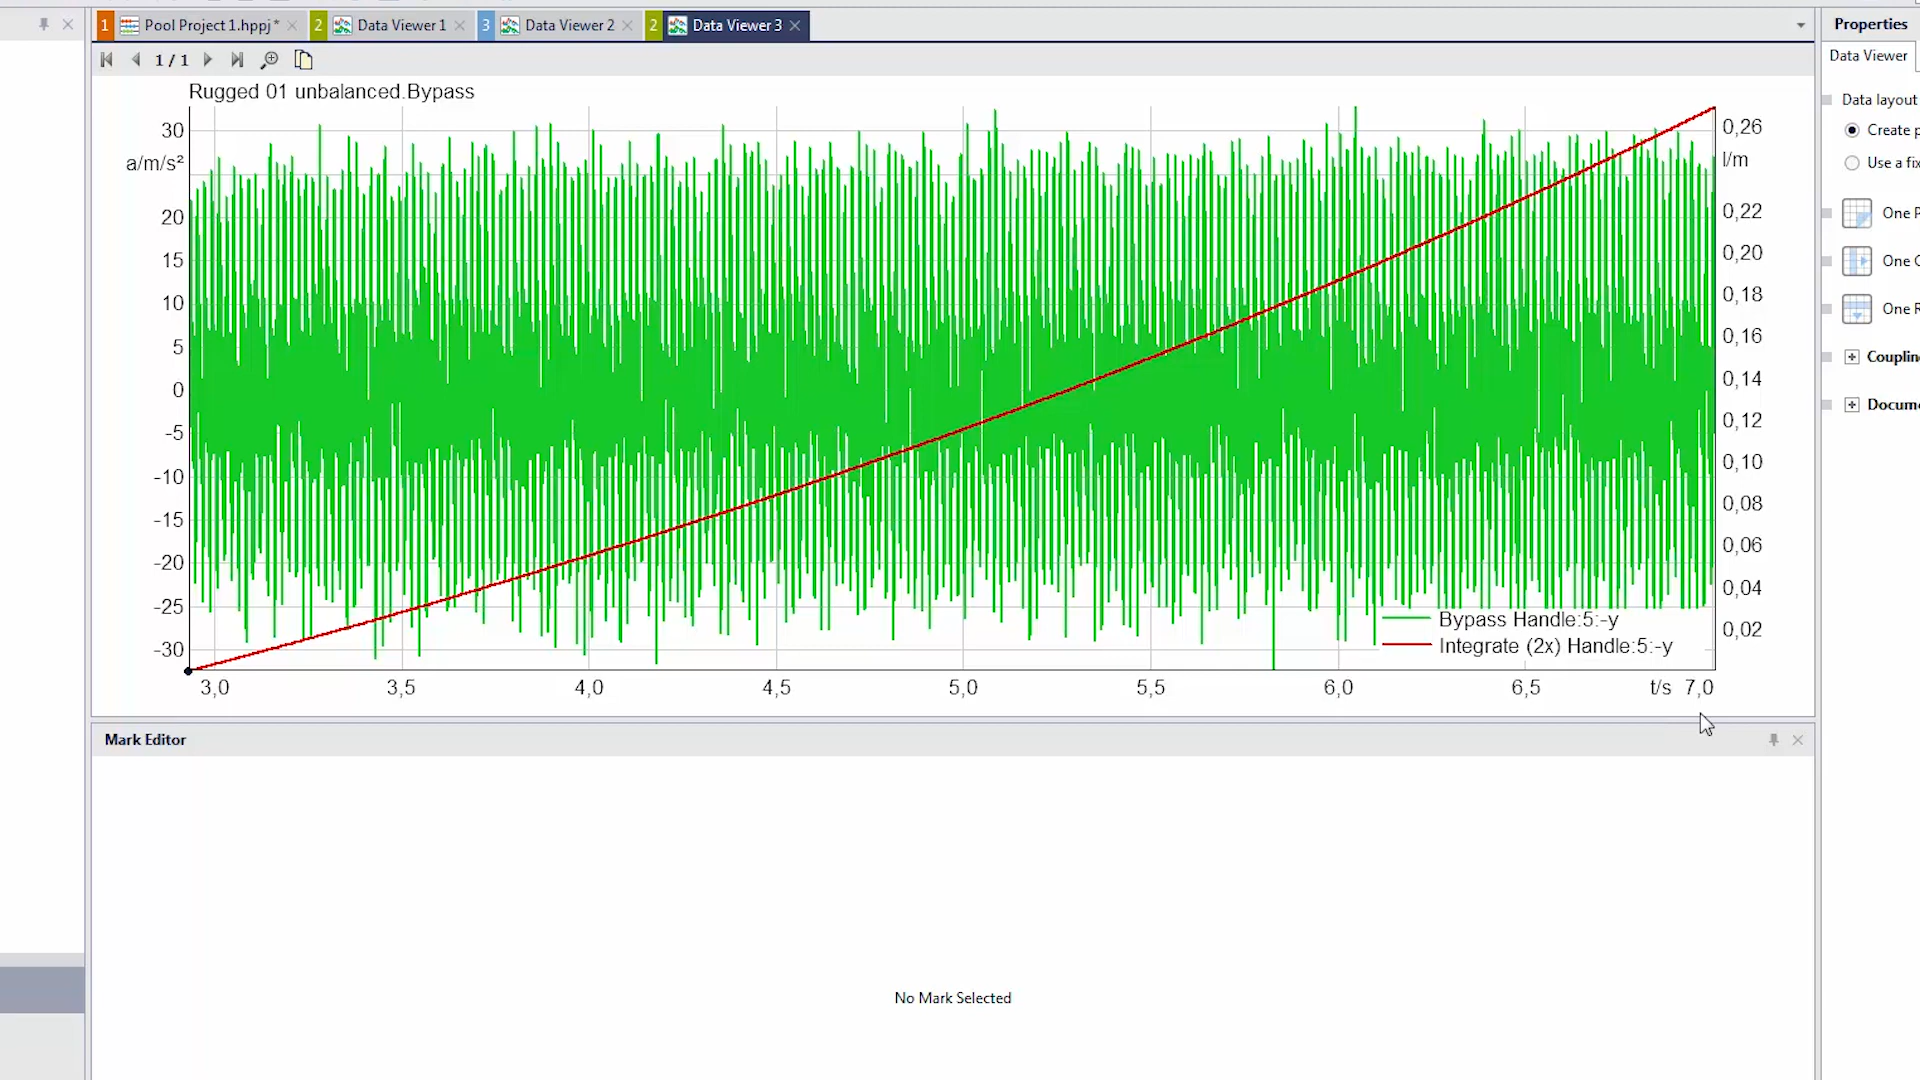 1 Pool Project 1.hppj * 2 Data Viewer 1 3 Data Viewer 2 2 Data Viewer 3
Properties
1 / 1
Data Viewer
Rugged 01 unbalanced.Bypass
Data layout
Create p
Use a fix
One P
One C
One R
Couplin
Docume
a/m/s²
30
20
15
10
5
0
-5
-10
-15
-20
-25
-30
0,26
l/m
0,22
0,20
0,18
0,16
0,14
0,12
0,10
0,08
0,06
0,04
0,02
Bypass Handle:5:-y
Integrate (2x) Handle:5:-y
3,0 3,5 4,0 4,5 5,0 5,5 6,0 6,5 t/s 7,0
Mark Editor
No Mark Selected